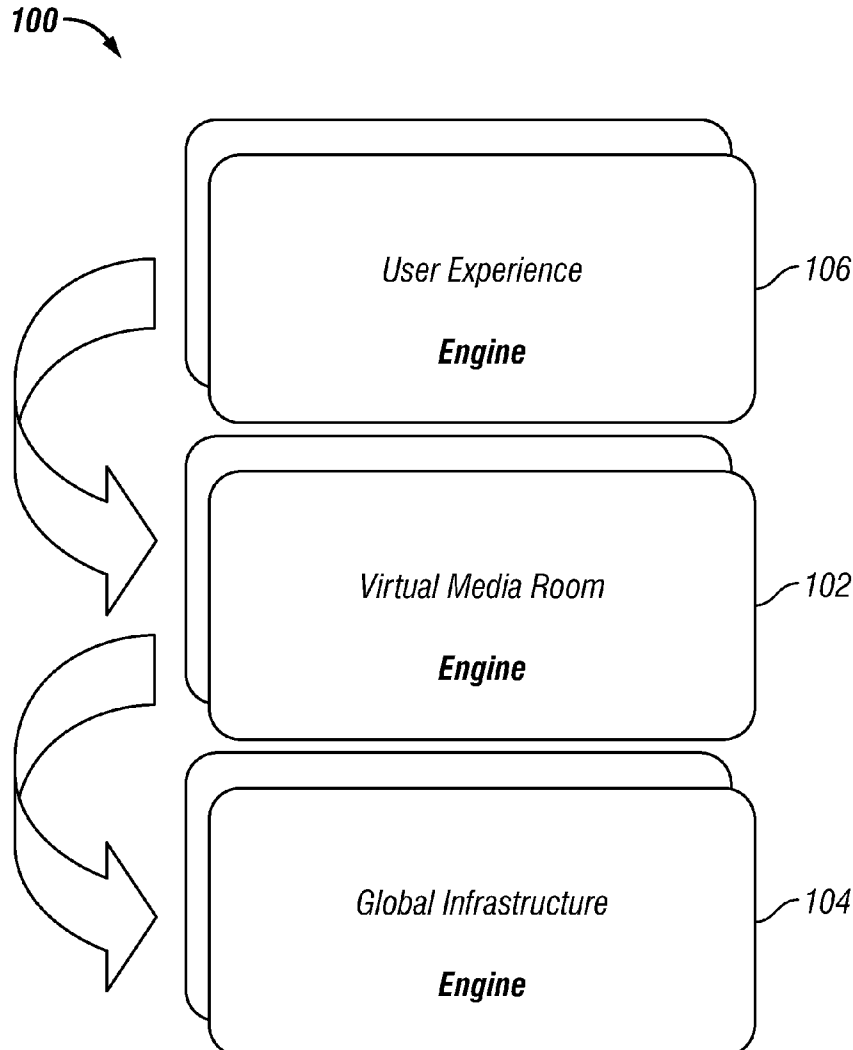 100
User Experience
106
Engine
Virtual Media Room
102
Engine
Global Infrastructure
104
Engine